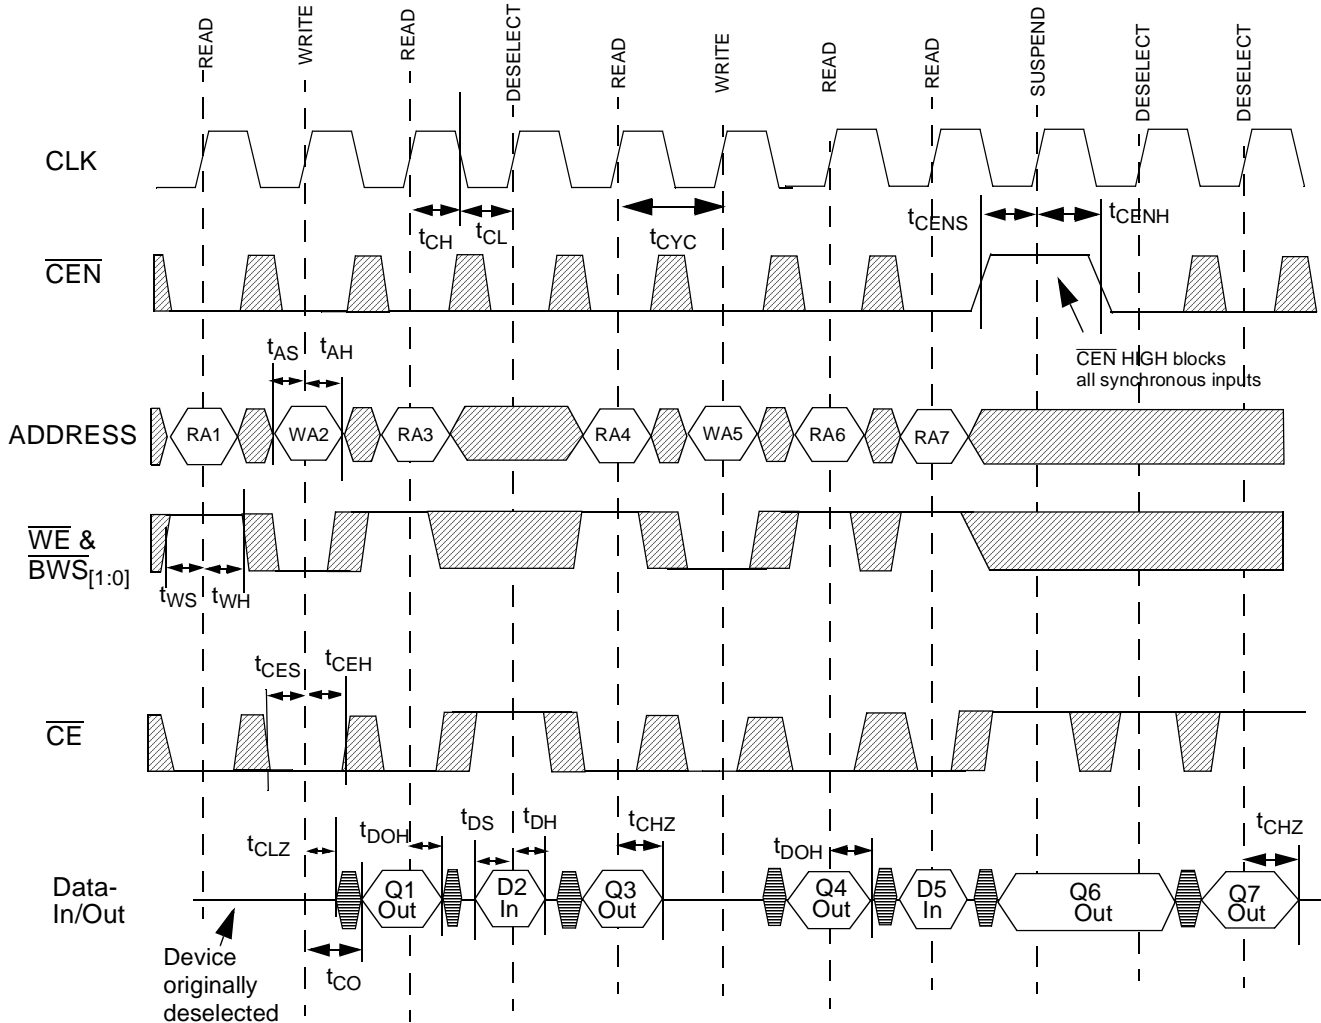 READ
WRITE
READ
DESELECT
READ
WRITE
READ
READ
SUSPEND
DESELECT
DESELECT
CLK
tCH
tCL
tCYC
tCENS
tCENH
CEN
CEN HIGH blocks
all synchronous inputs
tAS
tAH
ADDRESS
RA1
WA2
RA3
RA4
WA5
RA6
RA7
WE &
BWS[1:0]
tWS
tWH
tCES
tCEH
CE
tCLZ
tDOH
tDS
tDH
tCHZ
tDOH
tCHZ
Data-
In/Out
Q1
Out
D2
In
Q3
Out
Q4
Out
D5
In
Q6
Out
Q7
Out
tCO
Device
originally
deselected